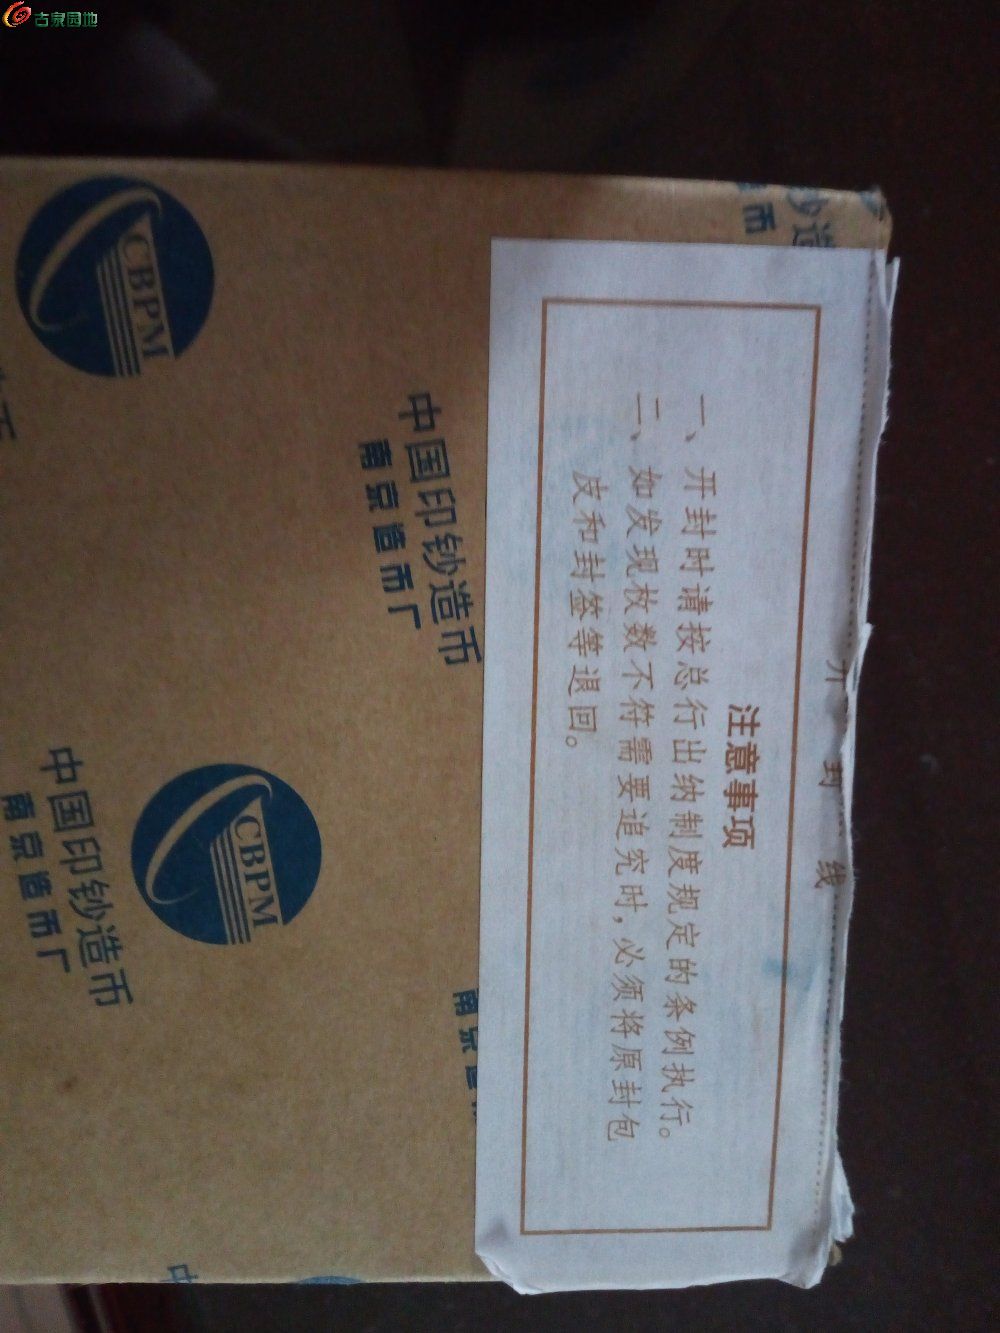 古泉园地
注意事项
一、开封时请按总行出纳制度规定的条例执行。
二、如发现枚数不符需要追究时，必须将原封包
皮和封签等退回。
开封线
CBPM
中国印钞造币
南京造币厂
CBPM
中国印钞造币
南京造币厂